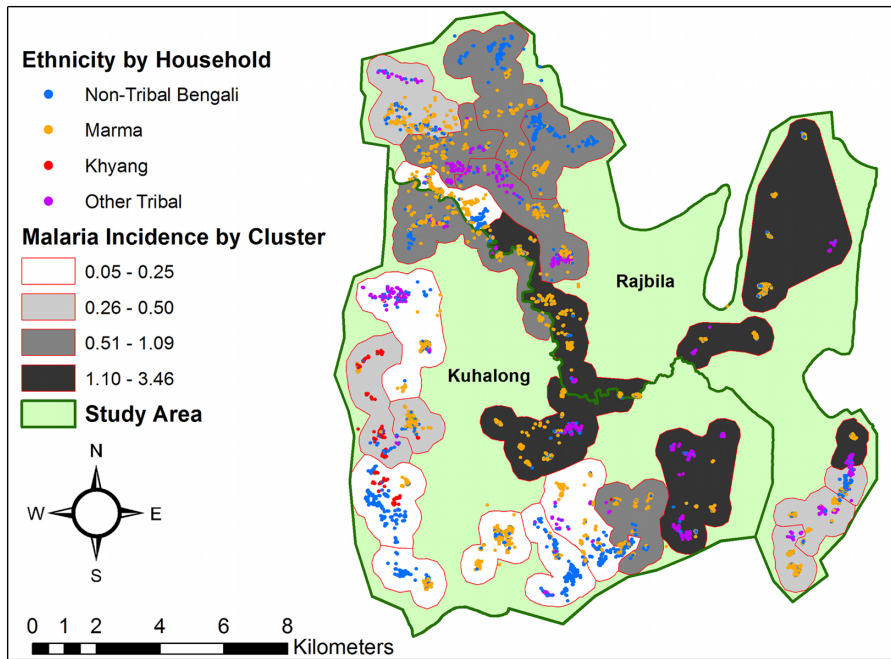 Ethnicity by Household
Non-Tribal Bengali
Marma
Khyang
Other Tribal
Malaria Incidence by Cluster
0.05 - 0.25
0.26 - 0.50
0.51 - 1.09
1.10 - 3.46
Study Area
N
W E
S
0 1 2 4 6 8
Kilometers
Rajbila
Kuhalong